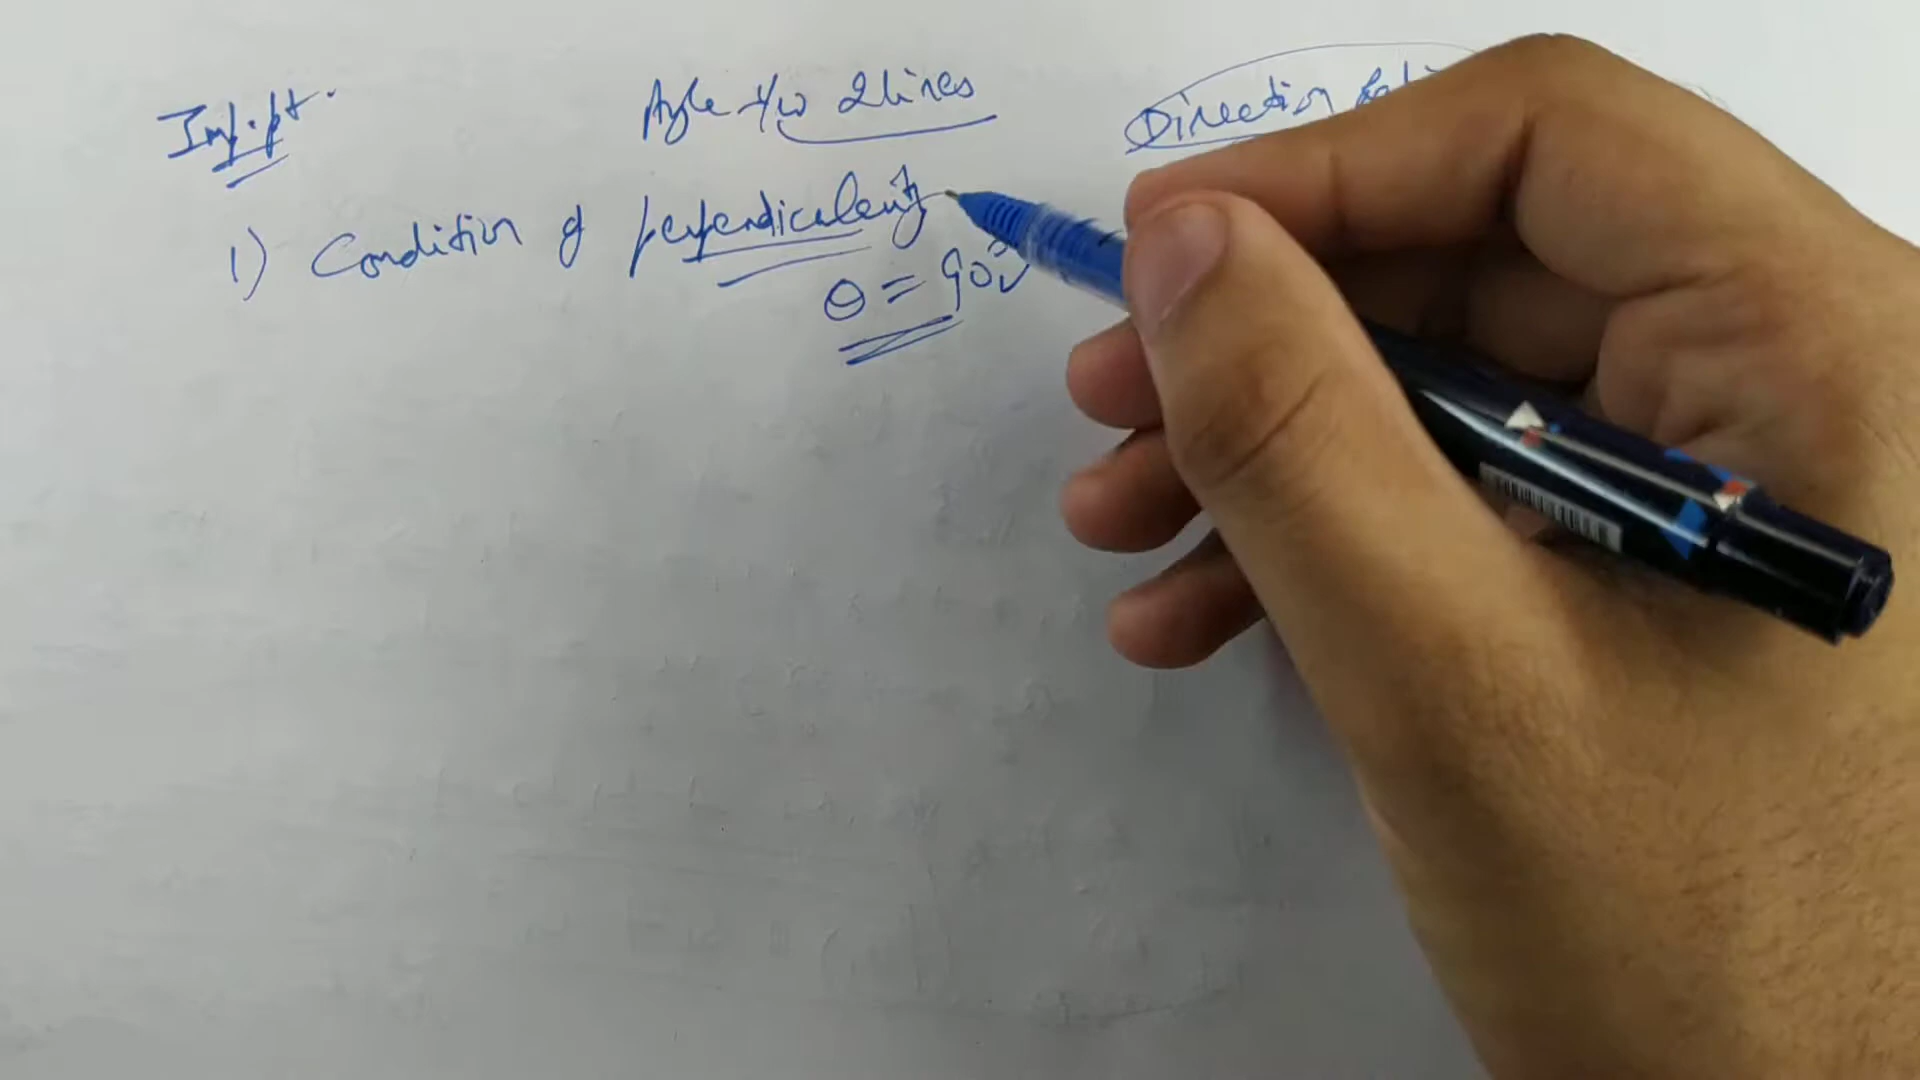 Imp.pt.
Angle b/w 2 lines
Direction
1) Condition of perpendicularity
θ = 90°